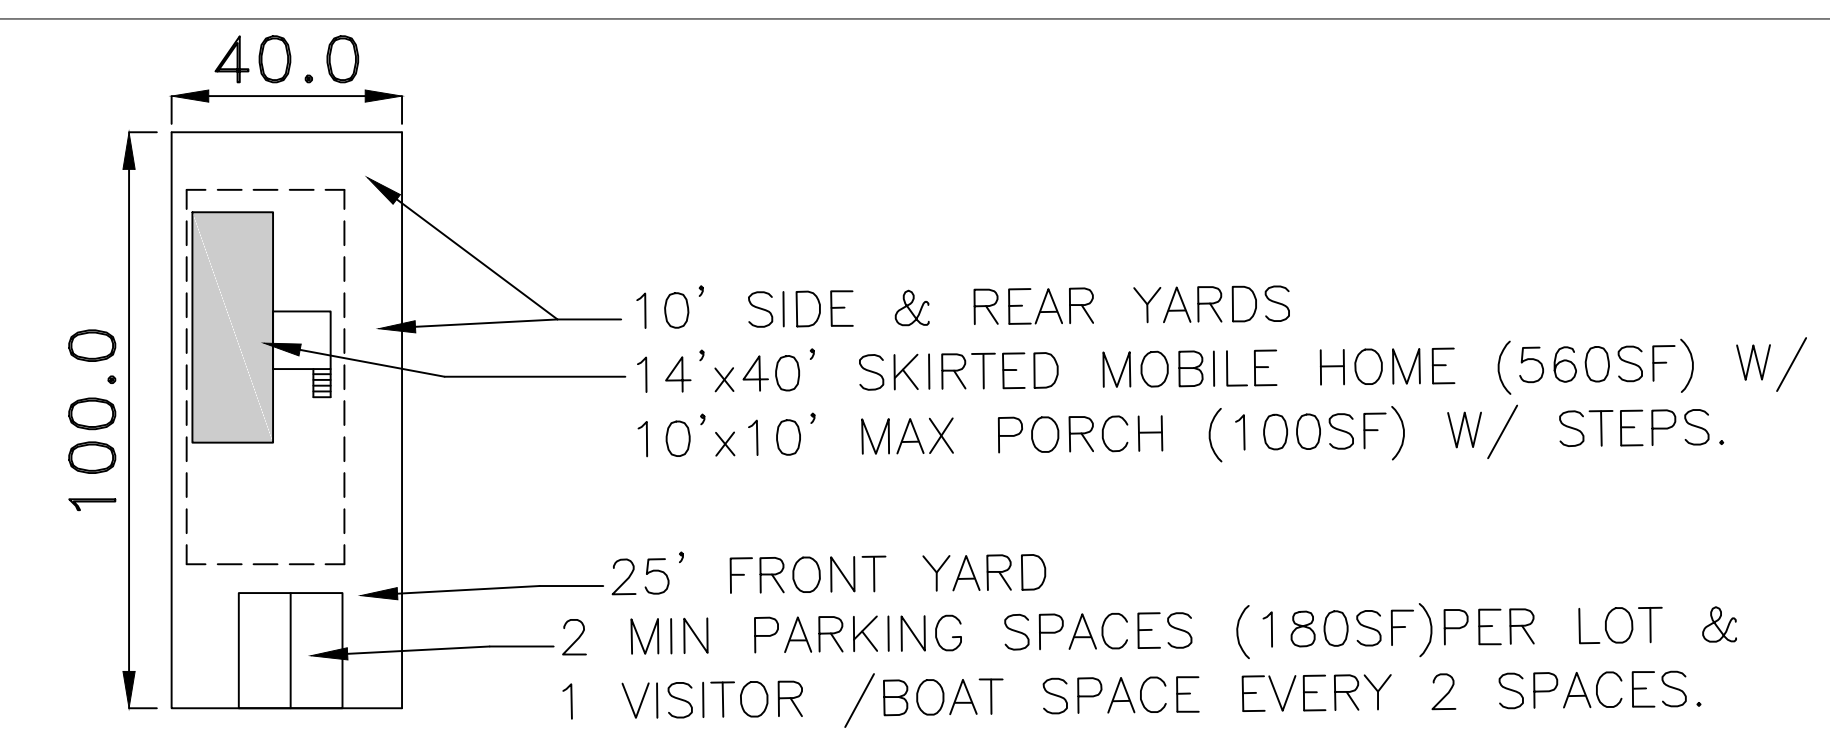 40.0
100.0
10' SIDE & REAR YARDS
14'x40' SKIRTED MOBILE HOME (560SF) W/
10'x10' MAX PORCH (100SF) W/ STEPS.
25' FRONT YARD
2 MIN PARKING SPACES (180SF)PER LOT &
1 VISITOR /BOAT SPACE EVERY 2 SPACES.